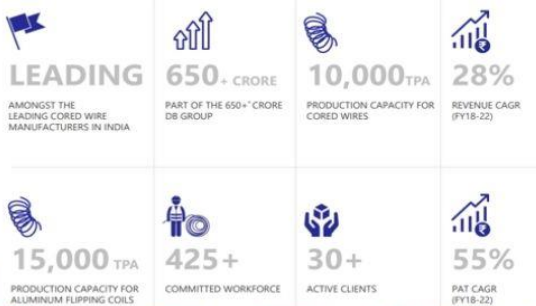 LEADING
AMONGST THE
LEADING CORED WIRE
MANUFACTURERS IN INDIA
650+ CRORE
PART OF THE 650+* CRORE
DB GROUP
10,000 TPA
PRODUCTION CAPACITY FOR
CORED WIRES
28%
REVENUE CAGR
(FY18-22)
15,000 TPA
PRODUCTION CAPACITY FOR
ALUMINUM FLIPPING COILS
425+
COMMITTED WORKFORCE
30+
ACTIVE CLIENTS
55%
PAT CAGR
(FY18-22)